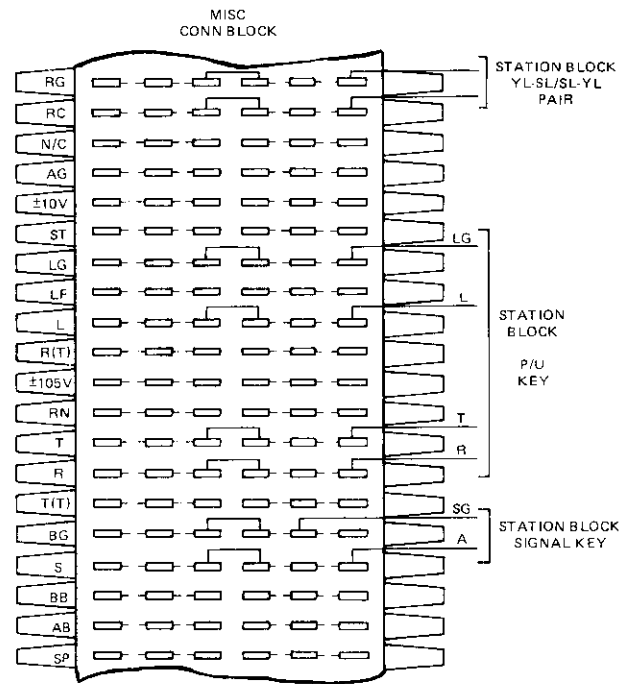 MISC
CONN BLOCK
STATION BLOCK
YL-SL/SL-YL
PAIR
RG
RC
N/C
AG
±10V
ST
LG
LF
L
R(T)
±105V
RN
T
R
T(T)
BG
S
BB
AB
SP
LG
L
T
R
STATION
BLOCK
P/U
KEY
SG
A
STATION BLOCK
SIGNAL KEY